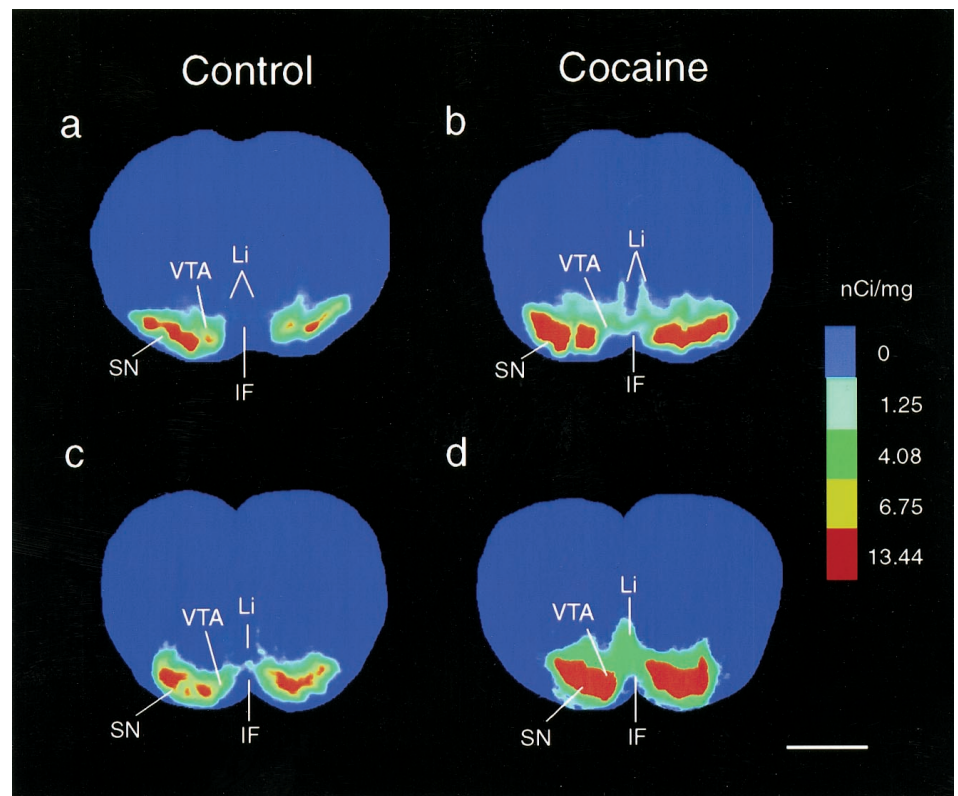 Control
Cocaine
a
b
Li
VTA
SN
IF
Li
VTA
SN
IF
nCi/mg
0
1.25
4.08
6.75
13.44
c
d
Li
VTA
SN
IF
Li
VTA
SN
IF